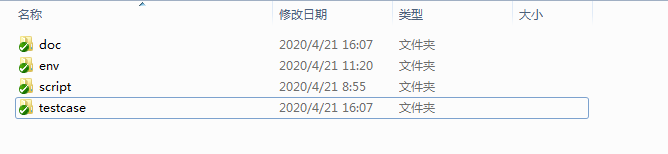 名称 修改日期 类型 大小
doc 2020/4/21 16:07 文件夹
env 2020/4/21 11:20 文件夹
script 2020/4/21 8:55 文件夹
testcase 2020/4/21 16:07 文件夹